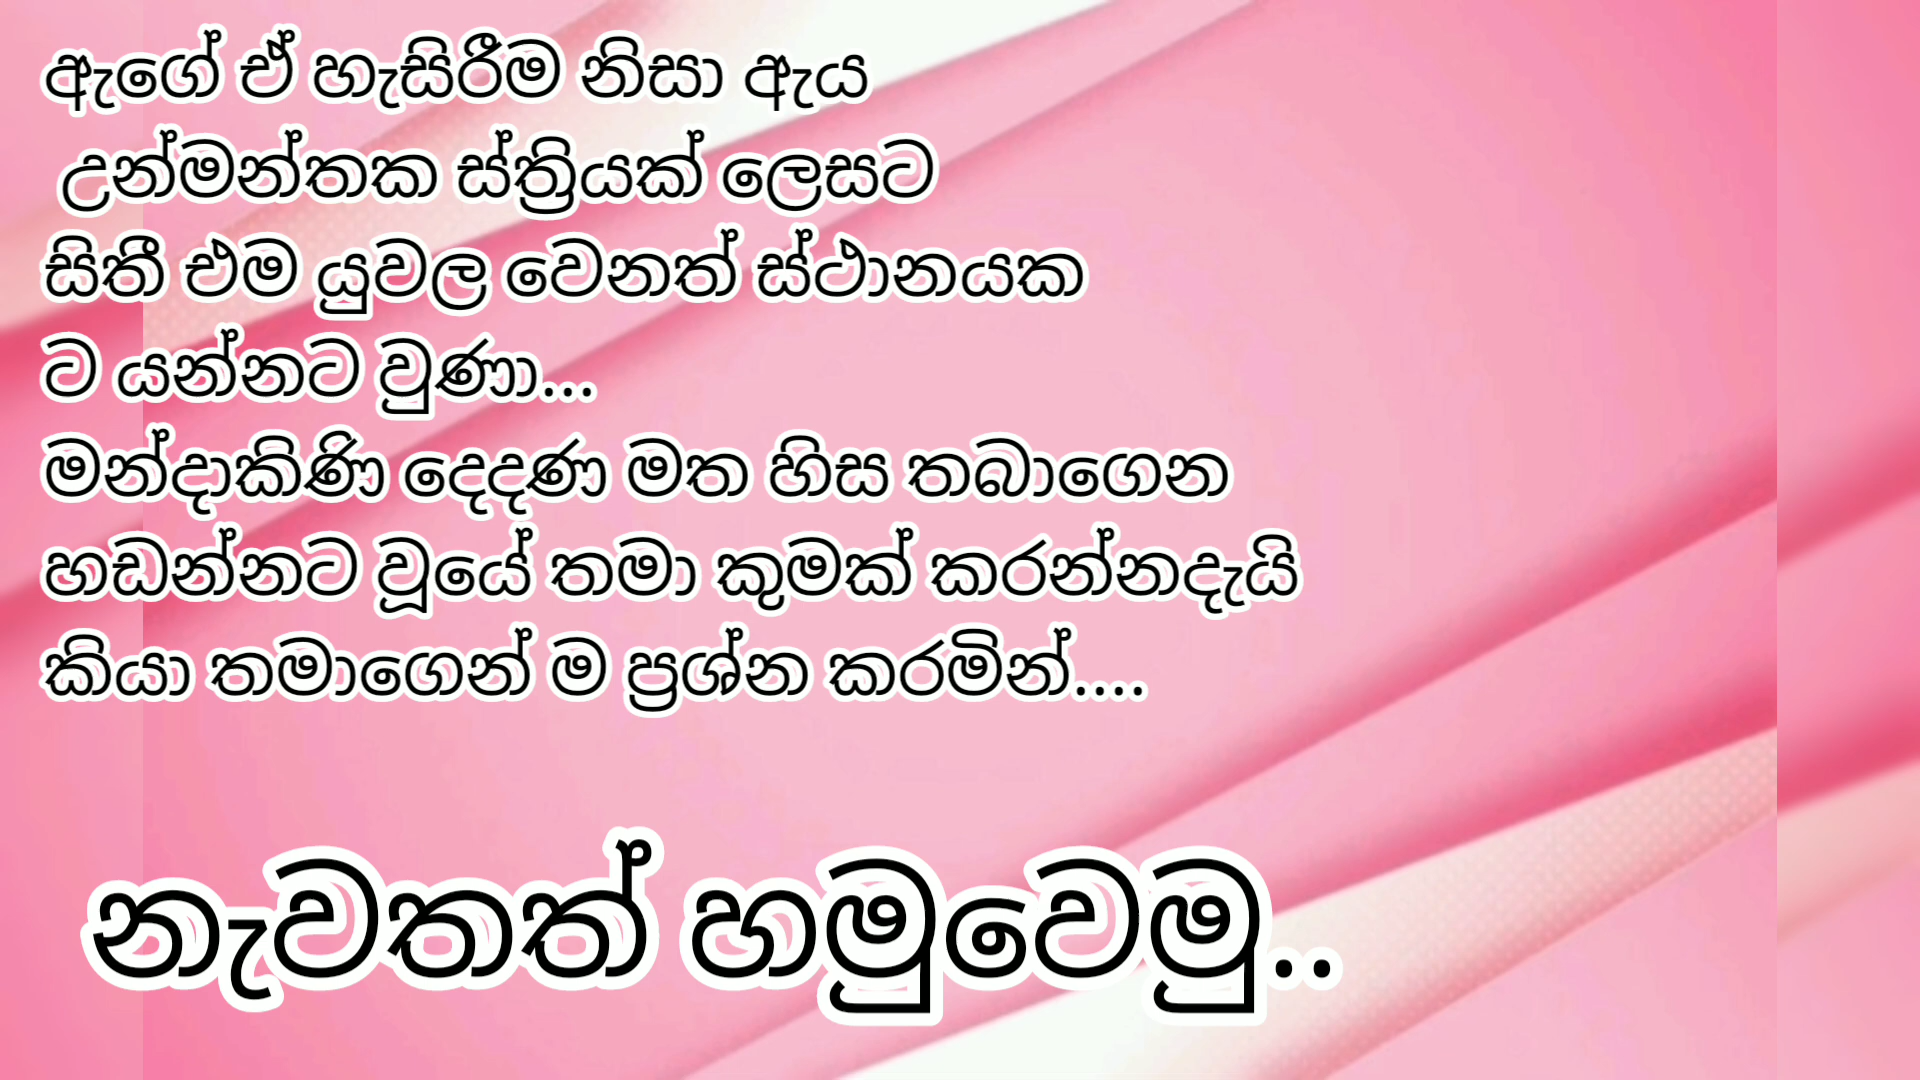 ඇගේ ඒ හැසිරීම නිසා ඇය
උන්මන්තක ස්ත්‍රියක් ලෙසට
සිතී එම යුවල වෙනත් ස්ථානයක
ට යන්නට වුණා...
මන්දාකිණි දෙදණ මත හිස තබාගෙන
හඩන්නට වූයේ තමා කුමක් කරන්නදැයි
කියා තමාගෙන් ම ප්‍රශ්න කරමින්....
නැවතත් හමුවෙමු..